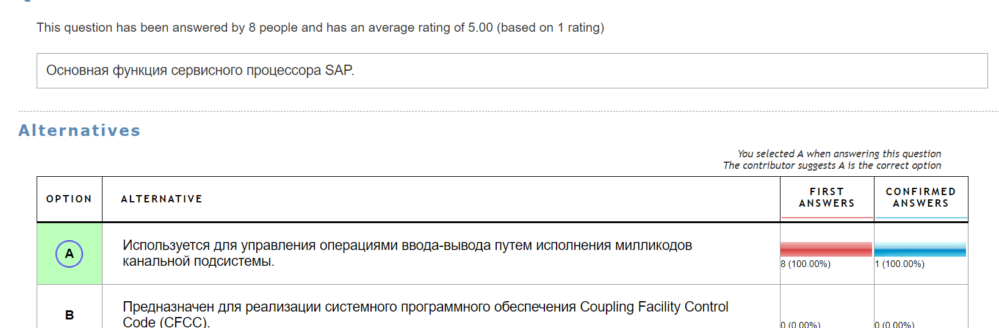 This question has been answered by 8 people and has an average rating of 5.00 (based on 1 rating)
Основная функция сервисного процессора SAP.
Alternatives
You selected A when answering this question
The contributor suggests A is the correct option
OPTION
ALTERNATIVE
FIRST
ANSWERS
CONFIRMED
ANSWERS
A
Используется для управления операциями ввода-вывода путем исполнения милликодов
канальной подсистемы.
8 (100.00%)
1 (100.00%)
B
Предназначен для реализации системного программного обеспечения Coupling Facility Control
Code (CFCC).
0 (0.00%)
0 (0.00%)